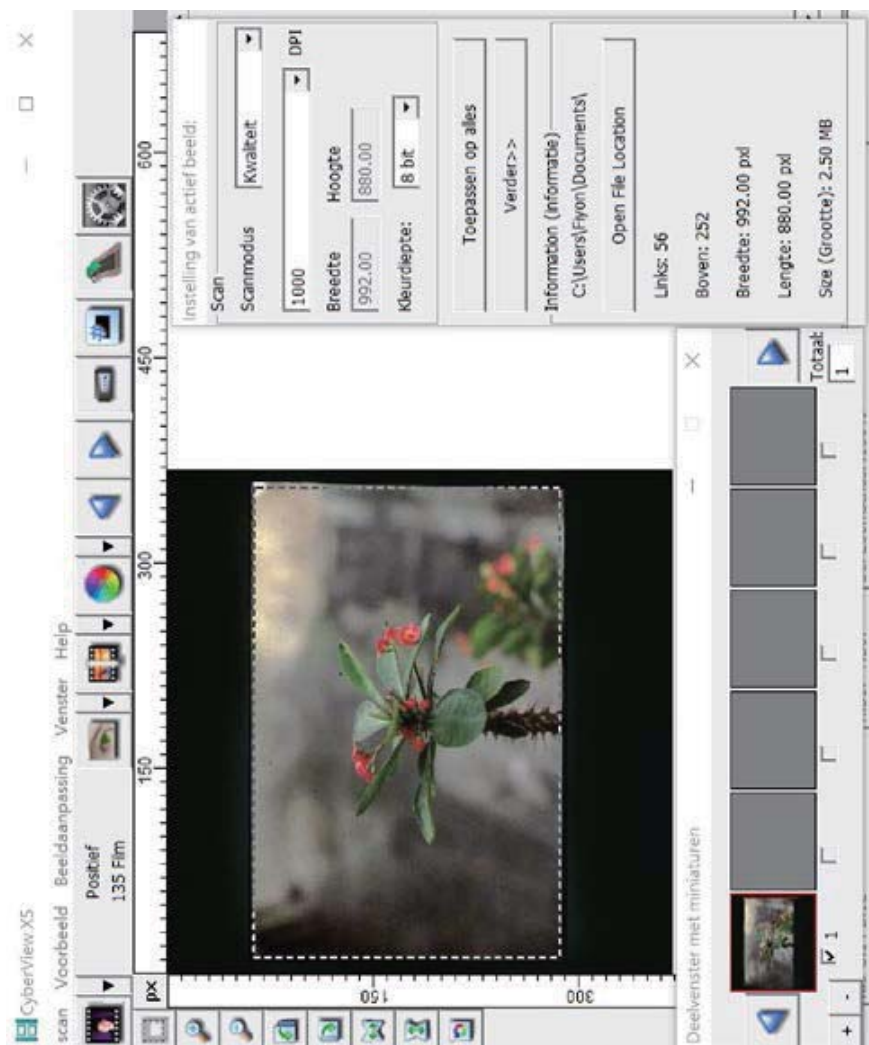 CyberView X5
scan Voorbeeld Beeldaanpassing Venster Help
Positief
135 Film
px
150
300
450
600
150
300
Instelling van actief beeld:
Scan
Scanmodus
Kwaliteit
1000
DPI
Breedte
Hoogte
992.00
880.00
Kleurdiepte:
8 bit
Toepassen op alles
Verder>>
Information (Informatie)
C:\Users\Fiyon\Documents\
Open File Location
Links: 56
Boven: 252
Breedte: 992.00 pxl
Lengte: 880.00 pxl
Size (Grootte): 2.50 MB
Deelvenster met miniaturen
1
Totaal:
1
+ -